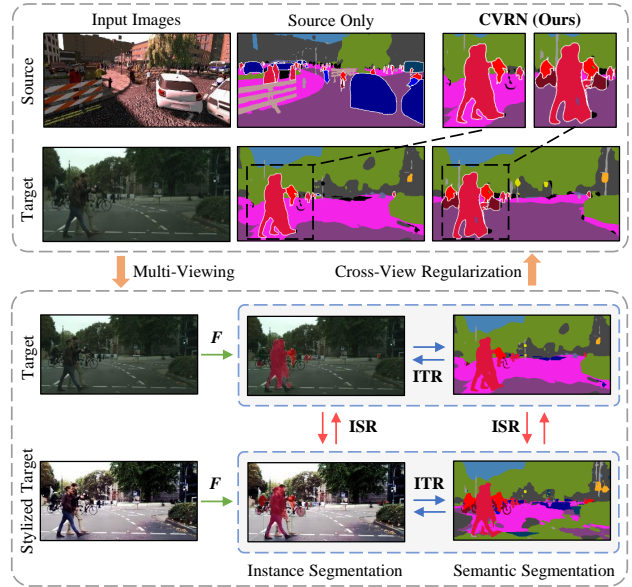 Input Images
Source Only
CVRN (Ours)
Source
Target
Multi-Viewing
Cross-View Regularization
Target
F
ITR
ISR
ISR
Stylized Target
F
ITR
Instance Segmentation
Semantic Segmentation